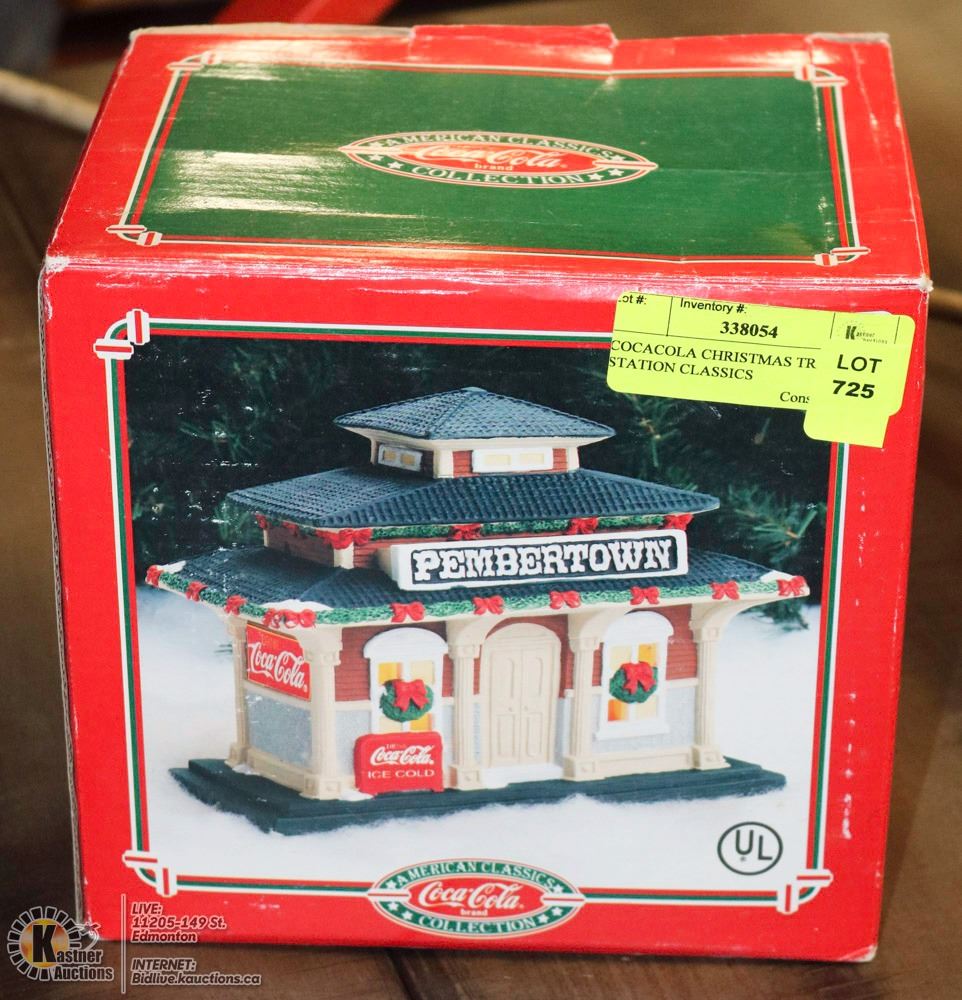 AMERICAN CLASSICS
Coca-Cola
brand
COLLECTION
Lot #:
Inventory #:
338054
Kastner
Auctions
COCACOLA CHRISTMAS TR
STATION CLASSICS
Cons
LOT
725
PEMBERTOWN
Coca-Cola
Coca-Cola
ICE COLD
UL
AMERICAN CLASSICS
Coca-Cola
brand
COLLECTION
Kastner
Auctions
LIVE:
11205-149 St.
Edmonton
INTERNET:
Bidlive.kauctions.ca